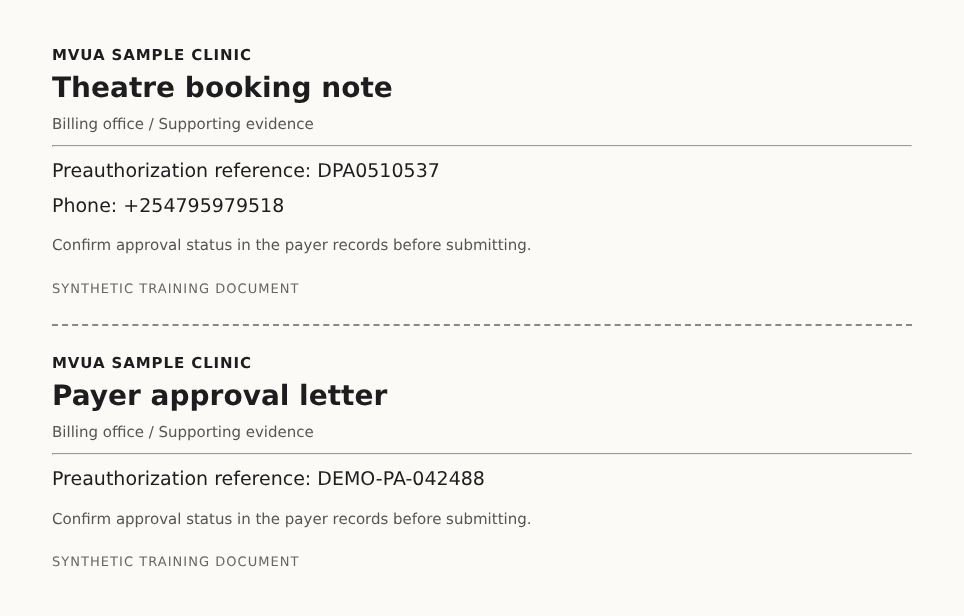 MVUA SAMPLE CLINIC
Theatre booking note
Billing office / Supporting evidence
Preauthorization reference: DPA0510537
Phone: +254795979518
Confirm approval status in the payer records before submitting.
SYNTHETIC TRAINING DOCUMENT
MVUA SAMPLE CLINIC
Payer approval letter
Billing office / Supporting evidence
Preauthorization reference: DEMO-PA-042488
Confirm approval status in the payer records before submitting.
SYNTHETIC TRAINING DOCUMENT